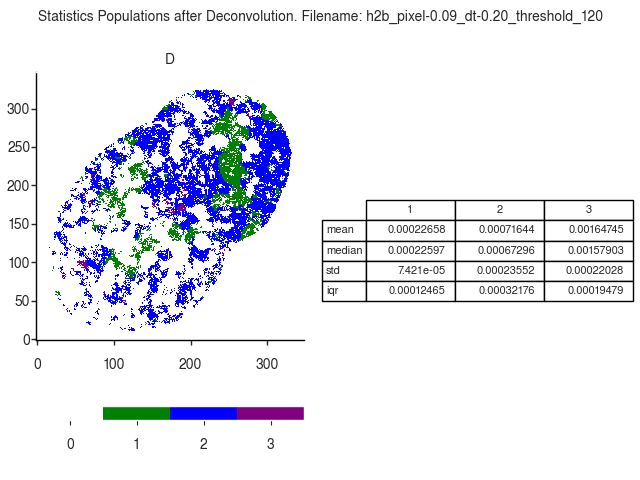 Statistics Populations after Deconvolution. Filename: h2b_pixel-0.09_dt-0.20_threshold_120
D
300
250
200
150
100
50
0
0 100 200 300
0 1 2 3
1 2 3
mean 0.00022658 0.00071644 0.00164745
median 0.00022597 0.00067296 0.00157903
std 7.421e-05 0.00023552 0.00022028
iqr 0.00012465 0.00032176 0.00019479